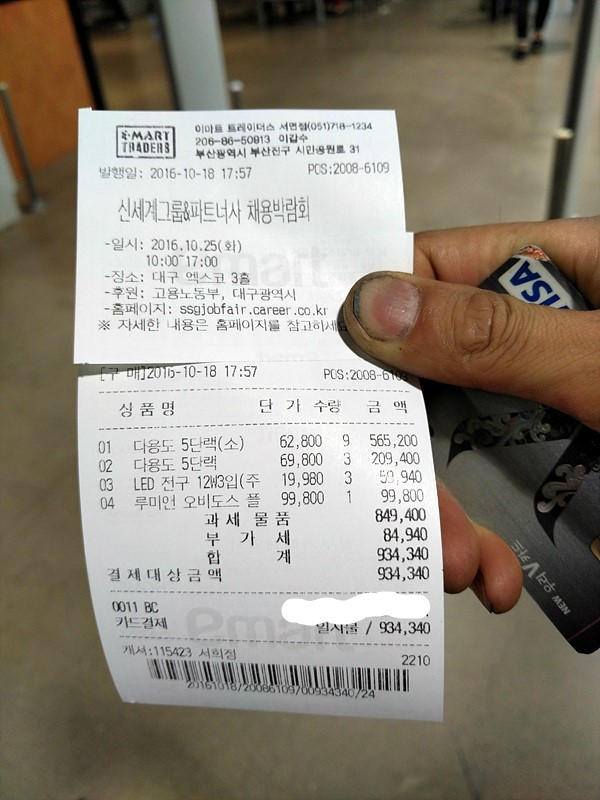 E-MART
TRADERS
이마트 트레이더스 서면점(051)718-1234
206-86-50913 이갑수
부산광역시 부산진구 시민공원로 31
발행일: 2016-10-18 17:57 POS:2008-6109
신세계그룹&파트너사 채용박람회
-일시: 2016.10.25(화)
10:00~17:00
-장소: 대구 엑스코 3홀
-후원: 고용노동부, 대구광역시
-홈페이지: ssgjobfair.career.co.kr
※ 자세한 내용은 홈페이지를 참고하세요
[구 매]2016-10-18 17:57 POS:2008-6109
상품명 단 가 수량 금 액
01 다용도 5단랙(소) 62,800 9 565,200
02 다용도 5단랙 69,800 3 209,400
03 LED 전구 12W3입(주 19,980 3 59,940
04 루미앤 오비도스 플 99,800 1 99,800
과 세 물 품 849,400
부 가 세 84,940
합 계 934,340
결 제 대 상 금 액 934,340
0011 BC
카드결제 일시불 / 934,340
캐셔:115423 서희정 2210
20161018/20086109/00934340/24
VISA
NEW 우리V카드